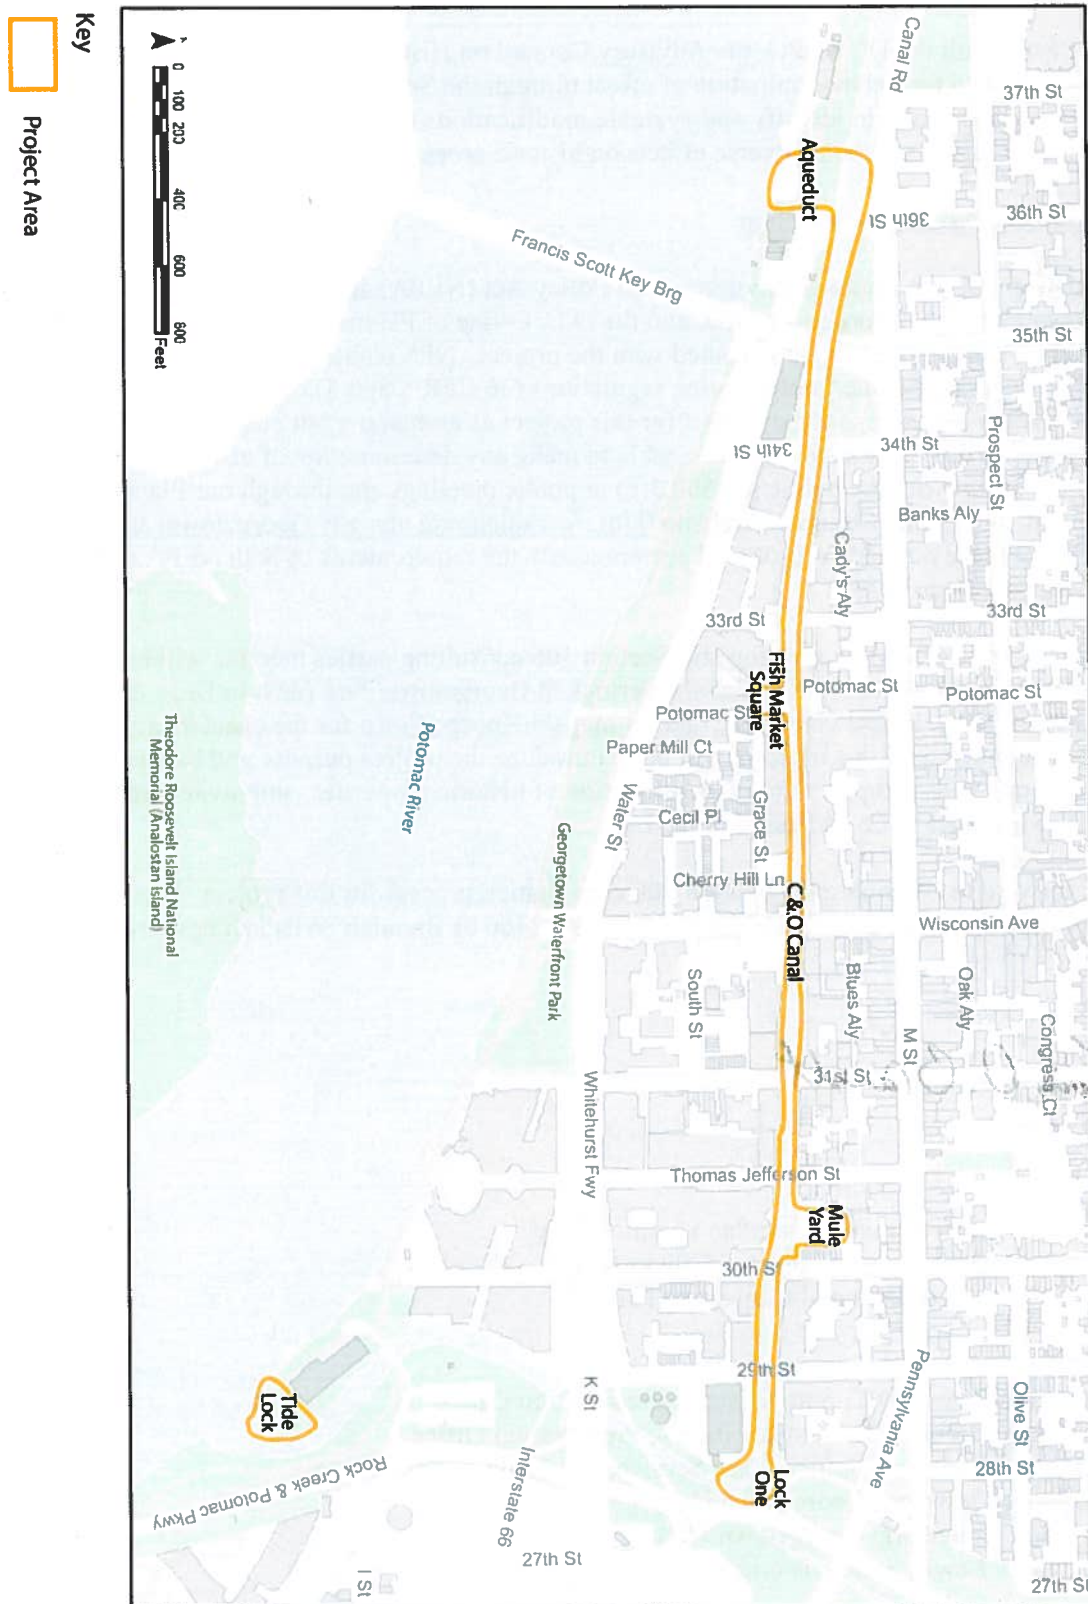 Canal Rd
37th St
36th St
36th St
35th St
Prospect St
34th St
34th St
Banks Aly
Cady's Aly
33rd St
33rd St
Potomac St
Potomac St
Potomac St
Paper Mill Ct
Cecil Pl
Cherry Hill Ln
Grace St
Water St
Wisconsin Ave
Oak Aly
Congress Ct
Blues Aly
M St
South St
31st St
Thomas Jefferson St
30th St
29th St
Olive St
Pennsylvania Ave
28th St
27th St
27th St
Whitehurst Fwy
K St
Interstate 66
I St
Rock Creek & Potomac Pkwy
Francis Scott Key Brg
Aqueduct
Fish Market
Square
C&O Canal
Mule
Yard
Lock
One
Tide
Lock
Georgetown Waterfront Park
Potomac River
Theodore Roosevelt Island National
Memorial (Analostan Island)
0 100 200 400 600 800
Feet
Key
Project Area